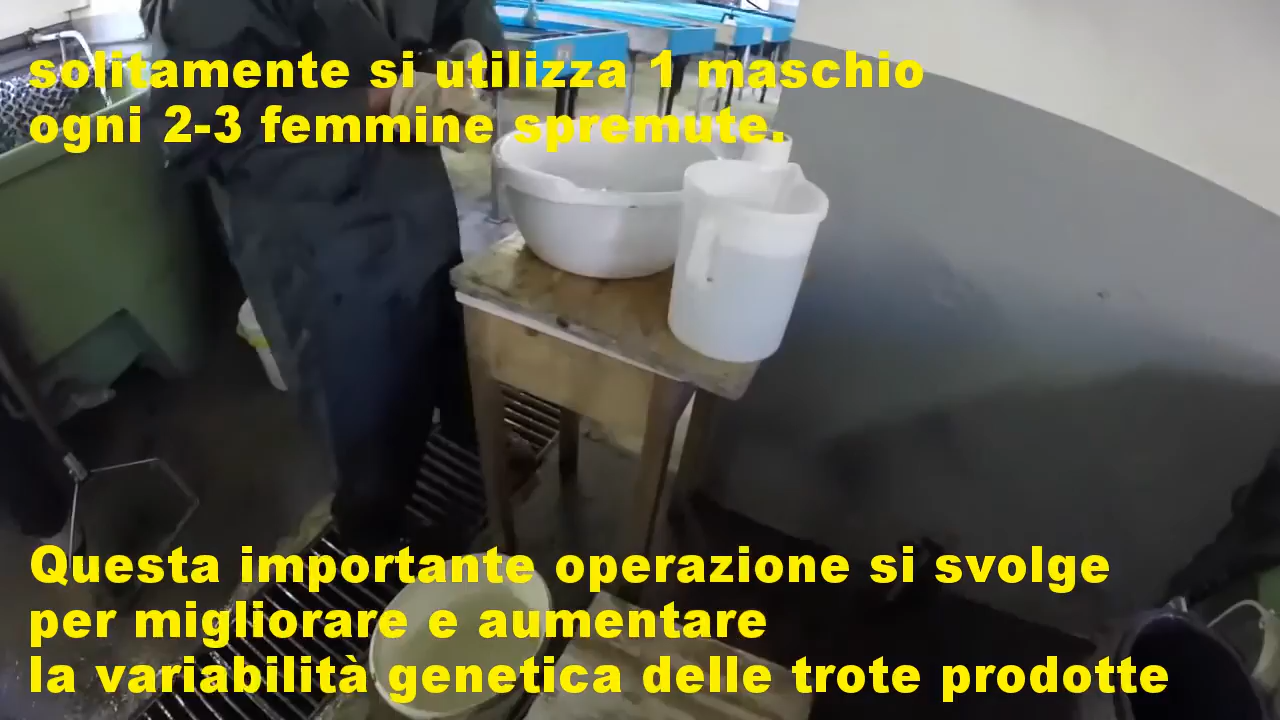 solitamente si utilizza 1 maschio
ogni 2-3 femmine spremute.
Questa importante operazione si svolge
per migliorare e aumentare
la variabilità genetica delle trote prodotte